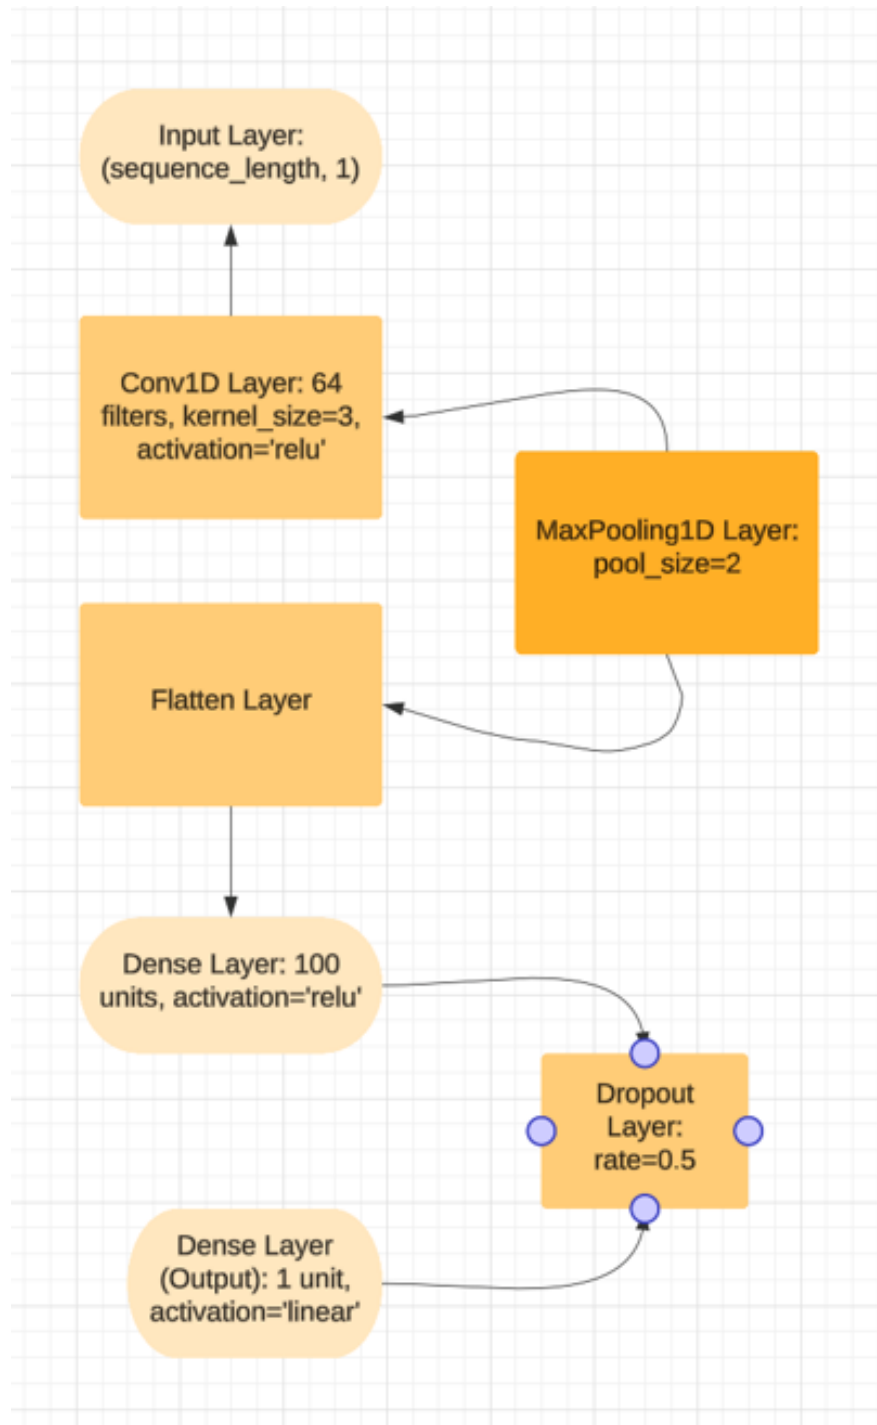 Input Layer:
(sequence_length, 1)
Conv1D Layer: 64
filters, kernel_size=3,
activation='relu'
MaxPooling1D Layer:
pool_size=2
Flatten Layer
Dense Layer: 100
units, activation='relu'
Dropout
Layer:
rate=0.5
Dense Layer
(Output): 1 unit,
activation='linear'